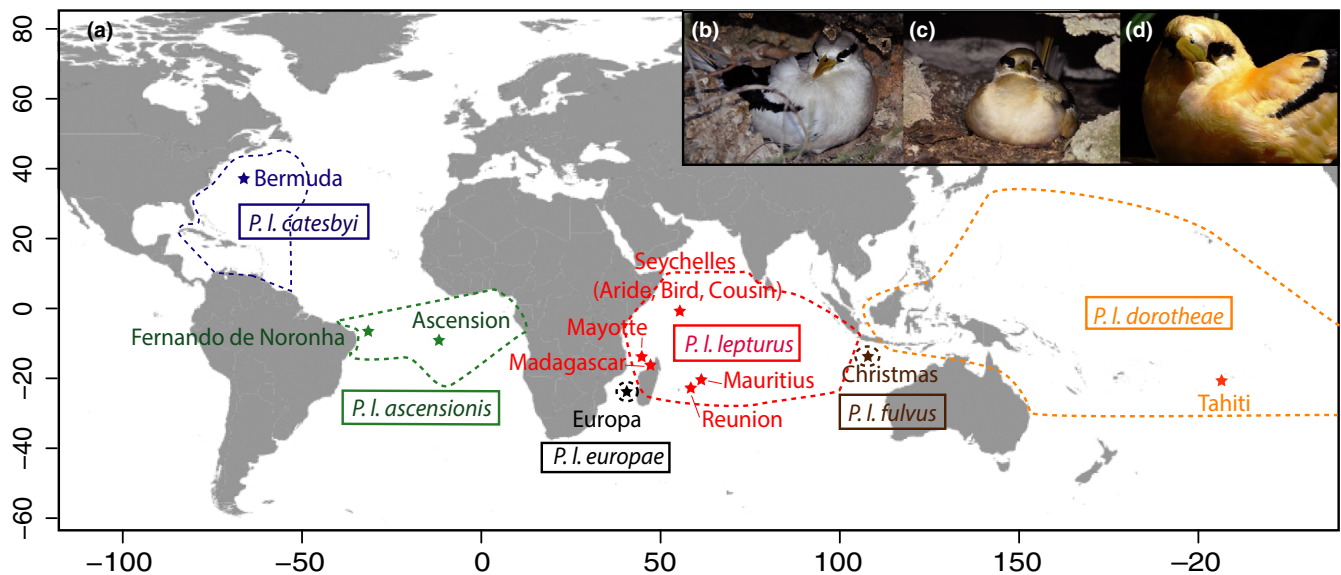 (a)
(b)
(c)
(d)
80
60
40
20
0
−20
−40
−60
Bermuda
P. l. catesbyi
Seychelles
(Aride, Bird, Cousin)
P. l. dorotheae
Fernando de Noronha
Ascension
Mayotte
Madagascar
P. l. lepturus
Mauritius
Reunion
Christmas
P. l. fulvus
Tahiti
P. l. ascensionis
Europa
P. l. europae
−100
−50
0
50
100
150
−20